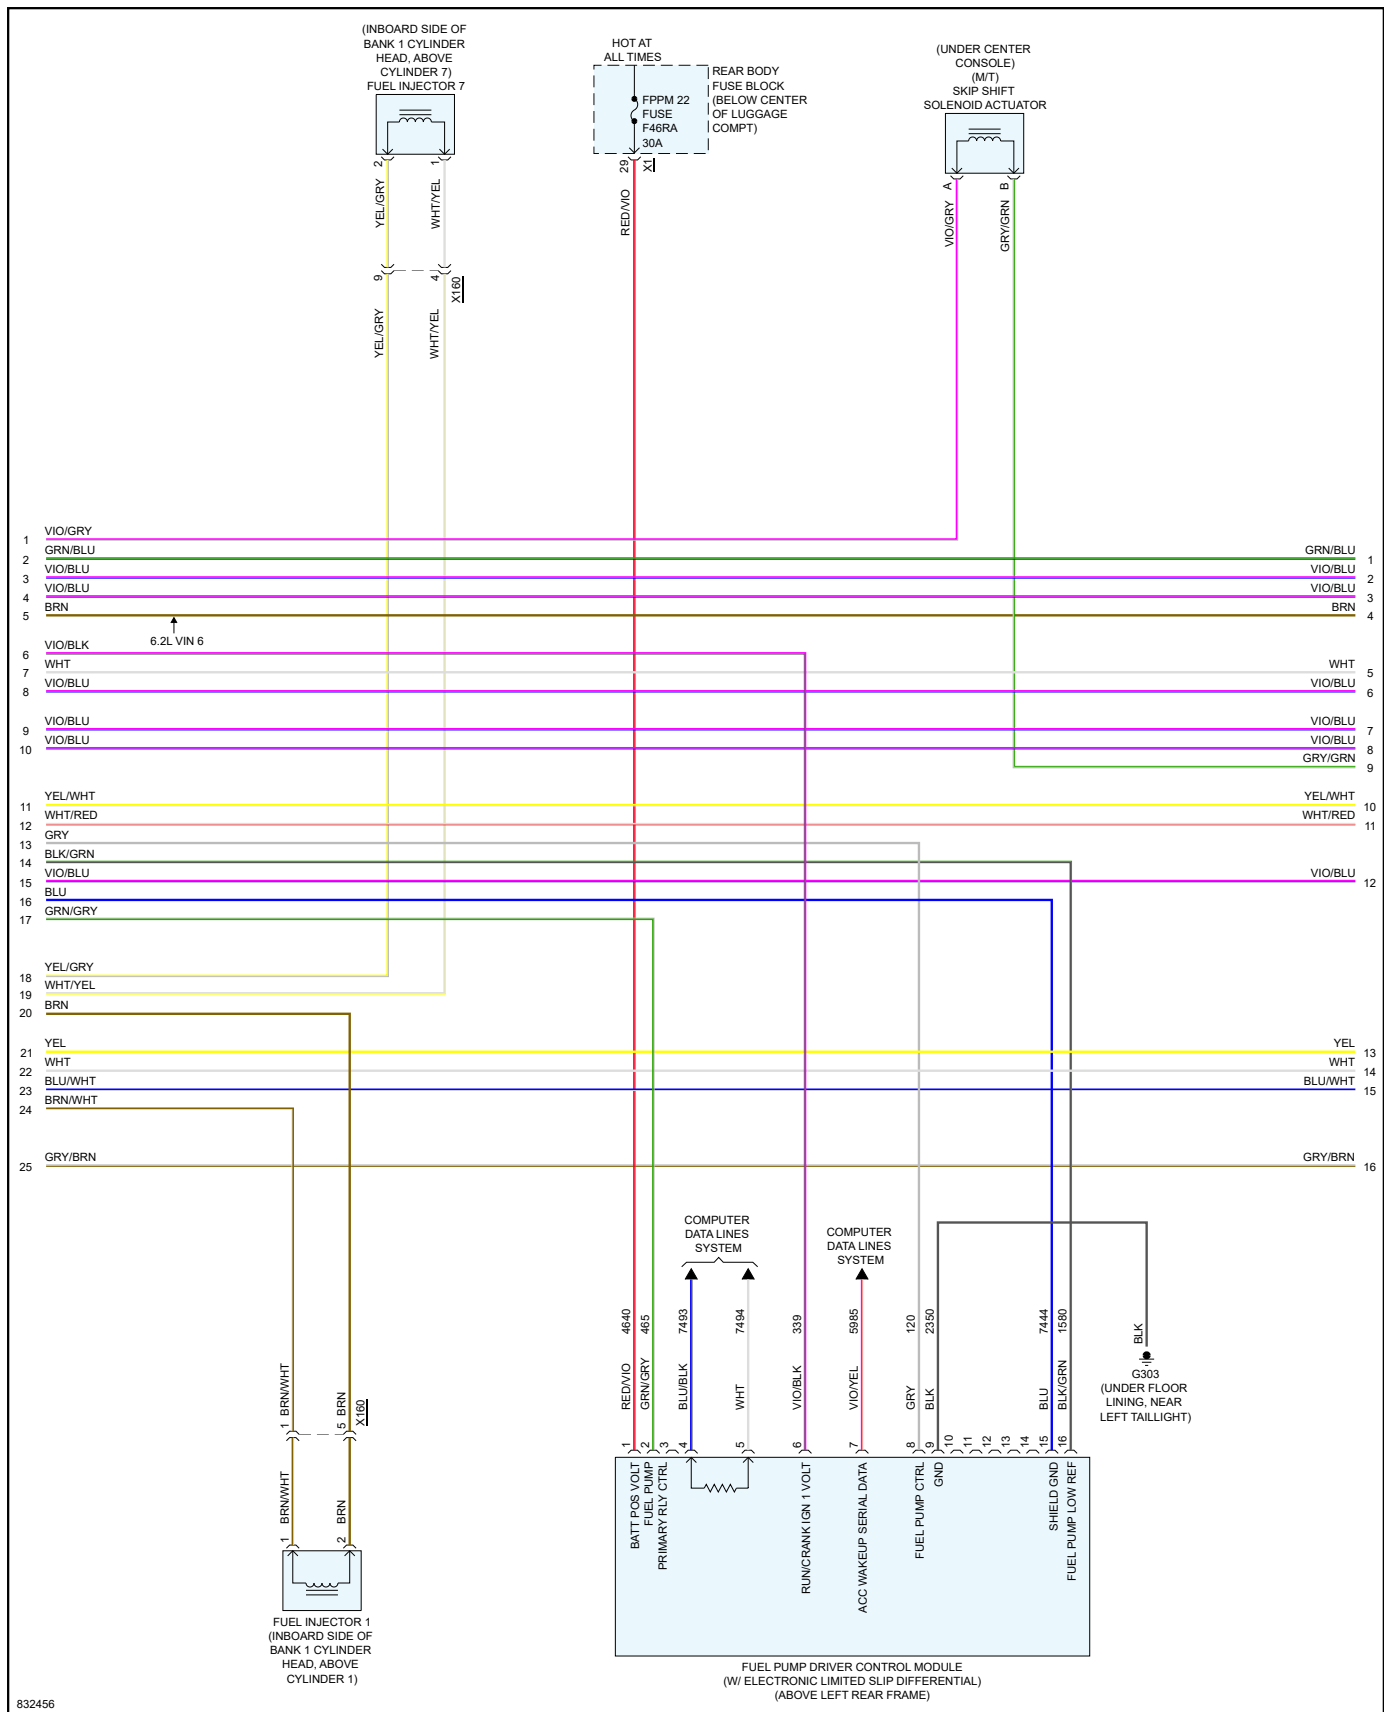 (INBOARD SIDE OF
BANK 1 CYLINDER
HEAD, ABOVE
CYLINDER 7)
FUEL INJECTOR 7
HOT AT
ALL TIMES
REAR BODY
FUSE BLOCK
(BELOW CENTER
OF LUGGAGE
COMPT)
FPPM 22
FUSE
F46RA
30A
(UNDER CENTER
CONSOLE)
(M/T)
SKIP SHIFT
SOLENOID ACTUATOR
2
1
29
X1
A
B
YEL/GRY
WHT/YEL
RED/VIO
VIO/GRY
GRY/GRN
9
4
X160
YEL/GRY
WHT/YEL
1 VIO/GRY
2 GRN/BLU GRN/BLU 1
3 VIO/BLU VIO/BLU 2
4 VIO/BLU VIO/BLU 3
5 BRN BRN 4
6.2L VIN 6
6 VIO/BLK
7 WHT WHT 5
8 VIO/BLU VIO/BLU 6
9 VIO/BLU VIO/BLU 7
10 VIO/BLU VIO/BLU 8
GRY/GRN 9
11 YEL/WHT YEL/WHT 10
12 WHT/RED WHT/RED 11
13 GRY
14 BLK/GRN
15 VIO/BLU VIO/BLU 12
16 BLU
17 GRN/GRY
18 YEL/GRY
19 WHT/YEL
20 BRN
21 YEL YEL 13
22 WHT WHT 14
23 BLU/WHT BLU/WHT 15
24 BRN/WHT
25 GRY/BRN GRY/BRN 16
COMPUTER
DATA LINES
SYSTEM
COMPUTER
DATA LINES
SYSTEM
4640
465
7493
7494
339
5985
120
2350
7444
1580
RED/VIO
GRN/GRY
BLU/BLK
WHT
VIO/BLK
VIO/YEL
GRY
BLK
BLU
BLK/GRN
BLK
G303
(UNDER FLOOR
LINING, NEAR
LEFT TAILLIGHT)
1 BRN/WHT
5 BRN
X160
BRN/WHT
BRN
1
2
1
2
3
4
5
6
7
8
9
10
11
12
13
14
15
16
BATT POS VOLT
FUEL PUMP
PRIMARY RLY CTRL
RUN/CRANK IGN 1 VOLT
ACC WAKEUP SERIAL DATA
FUEL PUMP CTRL
GND
SHIELD GND
FUEL PUMP LOW REF
FUEL INJECTOR 1
(INBOARD SIDE OF
BANK 1 CYLINDER
HEAD, ABOVE
CYLINDER 1)
FUEL PUMP DRIVER CONTROL MODULE
(W/ ELECTRONIC LIMITED SLIP DIFFERENTIAL)
(ABOVE LEFT REAR FRAME)
832456